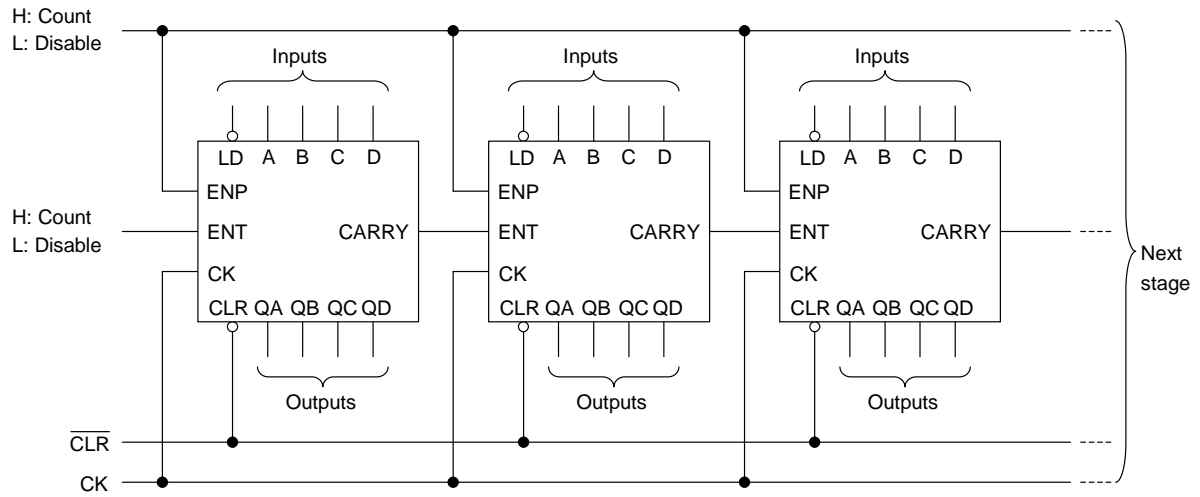 H: Count
L: Disable
Inputs Inputs Inputs
LD A B C D LD A B C D LD A B C D
ENP ENP ENP
H: Count
L: Disable
ENT CARRY ENT CARRY ENT CARRY
Next
stage
CK CK CK
CLR QA QB QC QD CLR QA QB QC QD CLR QA QB QC QD
Outputs Outputs Outputs
CLR
CK